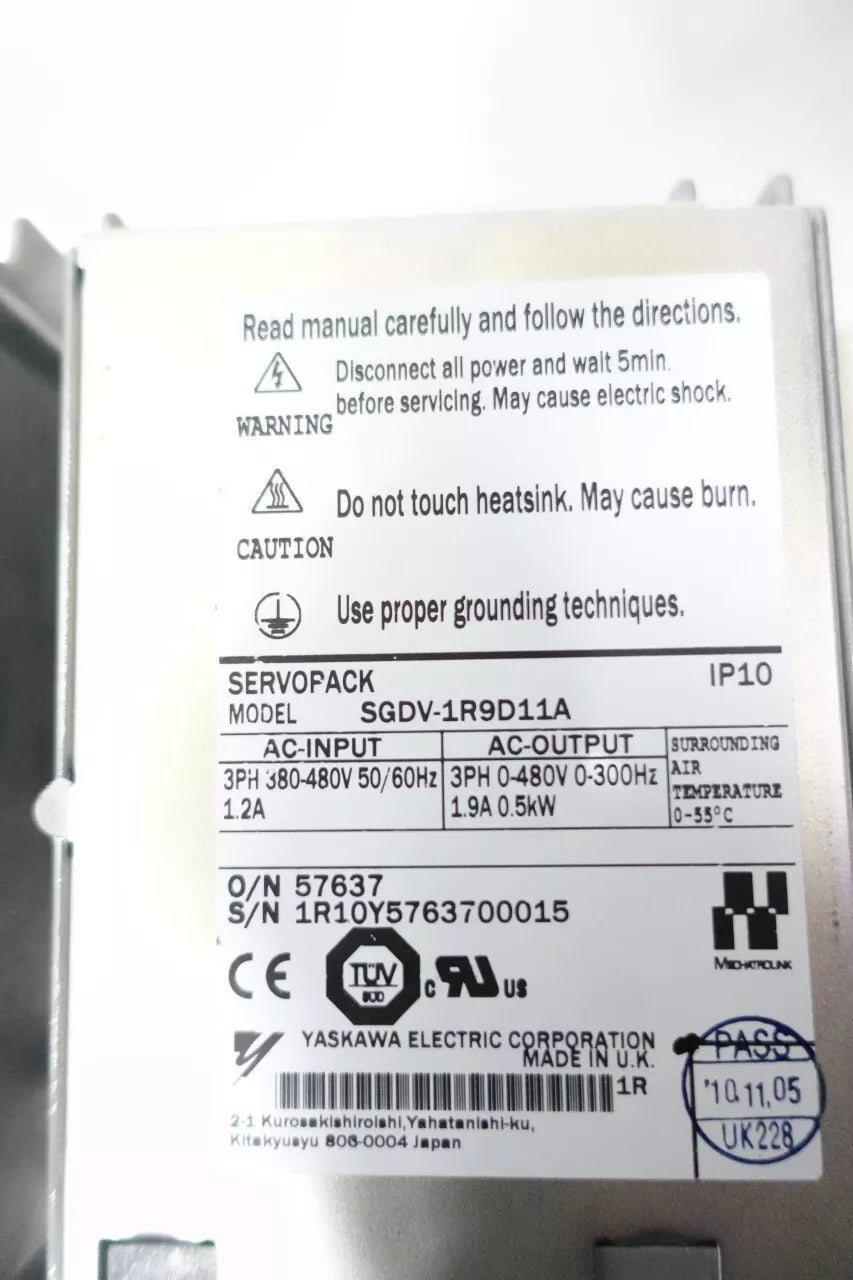 Read manual carefully and follow the directions.
Disconnect all power and wait 5min.
before servicing. May cause electric shock.
WARNING
Do not touch heatsink. May cause burn.
CAUTION
Use proper grounding techniques.
SERVOPACK IP10
MODEL SGDV-1R9D11A
AC-INPUT AC-OUTPUT SURROUNDING
AIR
TEMPERATURE
0-55°C
3PH 380-480V 50/60Hz 3PH 0-480V 0-300Hz
1.2A 1.9A 0.5kW
O/N 57637
S/N 1R10Y5763700015
MECHATROLINK
CE TÜV SÜD c RU US
YASKAWA ELECTRIC CORPORATION
MADE IN U.K.
1R
2-1 Kurosakishiroishi,Yahatanishi-ku,
Kitakyusyu 806-0004 Japan
PASS
'10.11.05
UK228